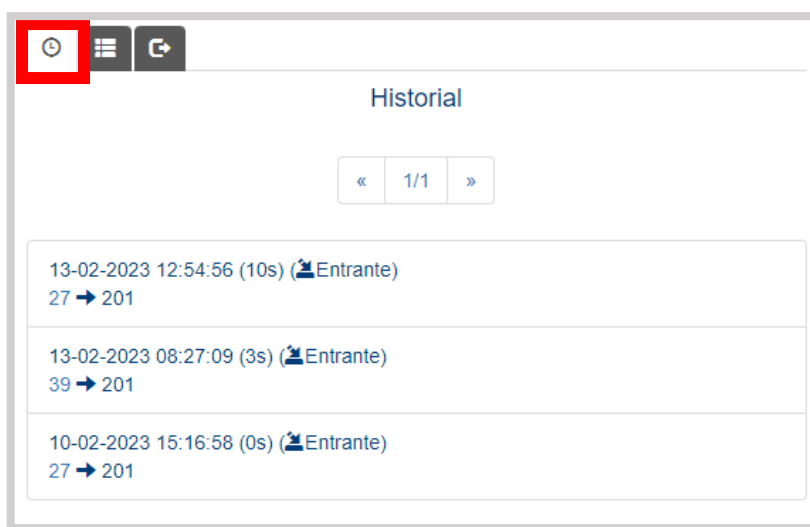 Historial
« 1/1 »
13-02-2023 12:54:56 (10s) (Entrante)
27 → 201
13-02-2023 08:27:09 (3s) (Entrante)
39 → 201
10-02-2023 15:16:58 (0s) (Entrante)
27 → 201